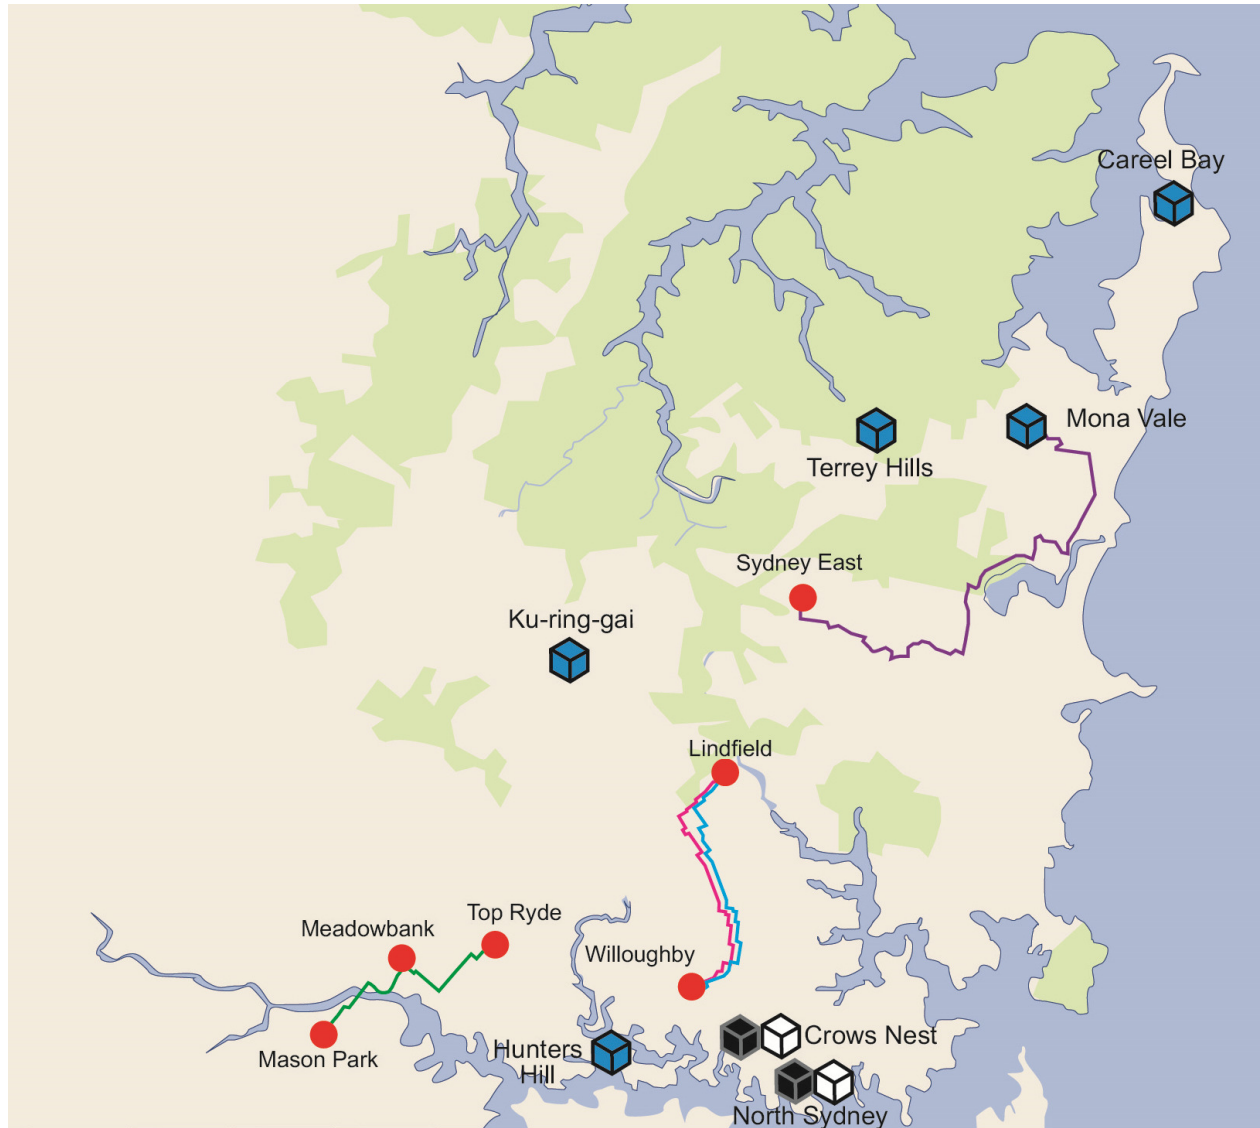 Careel Bay
Mona Vale
Terrey Hills
Sydney East
Ku-ring-gai
Lindfield
Top Ryde
Meadowbank
Willoughby
Mason Park
Hunters
Hill
Crows Nest
North Sydney